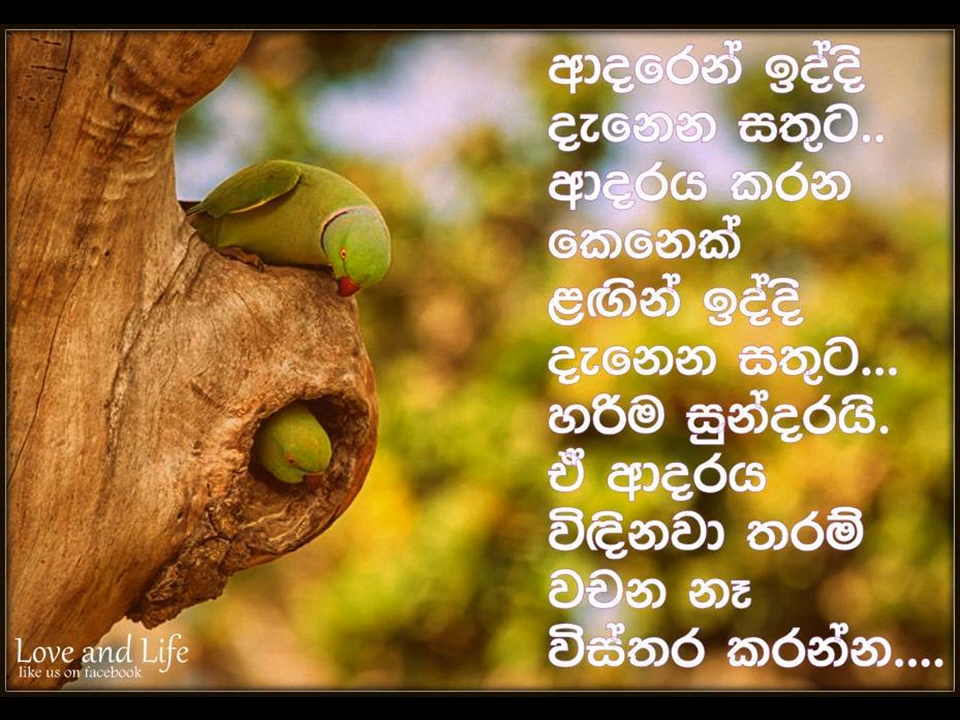 ආදරෙන් ඉද්දි
දැනෙන සතුට..
ආදරය කරන
කෙනෙක්
ළඟින් ඉද්දි
දැනෙන සතුට...
හරිම සුන්දරයි.
ඒ ආදරය
විඳිනවා තරම්
වචන නෑ
විස්තර කරන්න....
Love and Life
like us on facebook